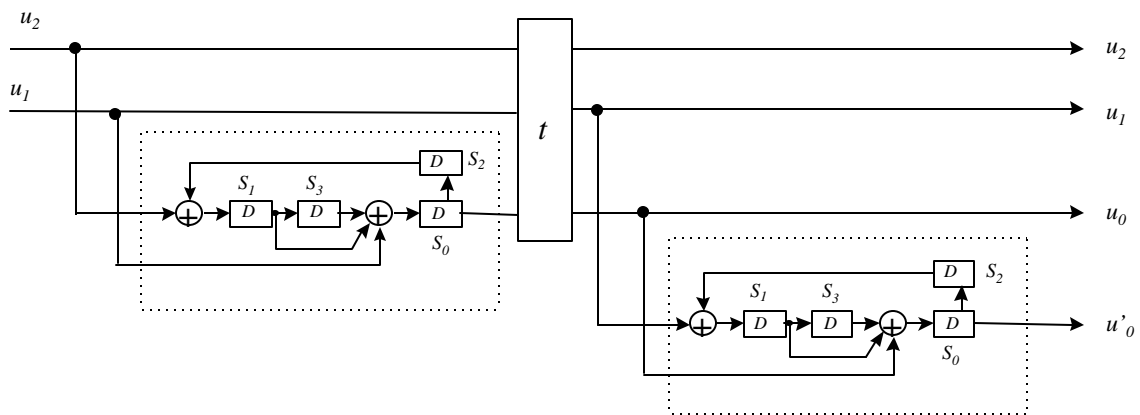 u2 u2
u1 u1
t
D S2
S1 S3
D D D
S0 u0
D S2
S1 S3
D D D u'0
S0